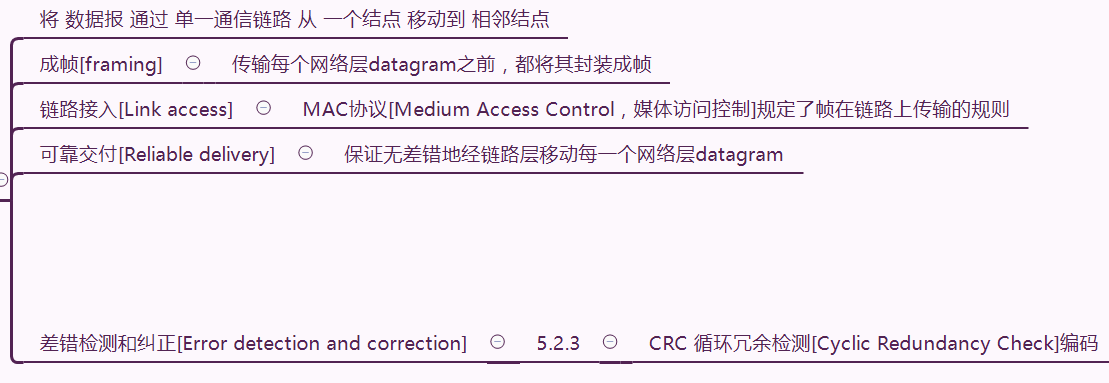 将 数据报 通过 单一通信链路 从 一个结点 移动到 相邻结点
成帧[framing] 传输每个网络层datagram之前，都将其封装成帧
链路接入[Link access] MAC协议[Medium Access Control，媒体访问控制]规定了帧在链路上传输的规则
可靠交付[Reliable delivery] 保证无差错地经链路层移动每一个网络层datagram
差错检测和纠正[Error detection and correction] 5.2.3 CRC 循环冗余检测[Cyclic Redundancy Check]编码